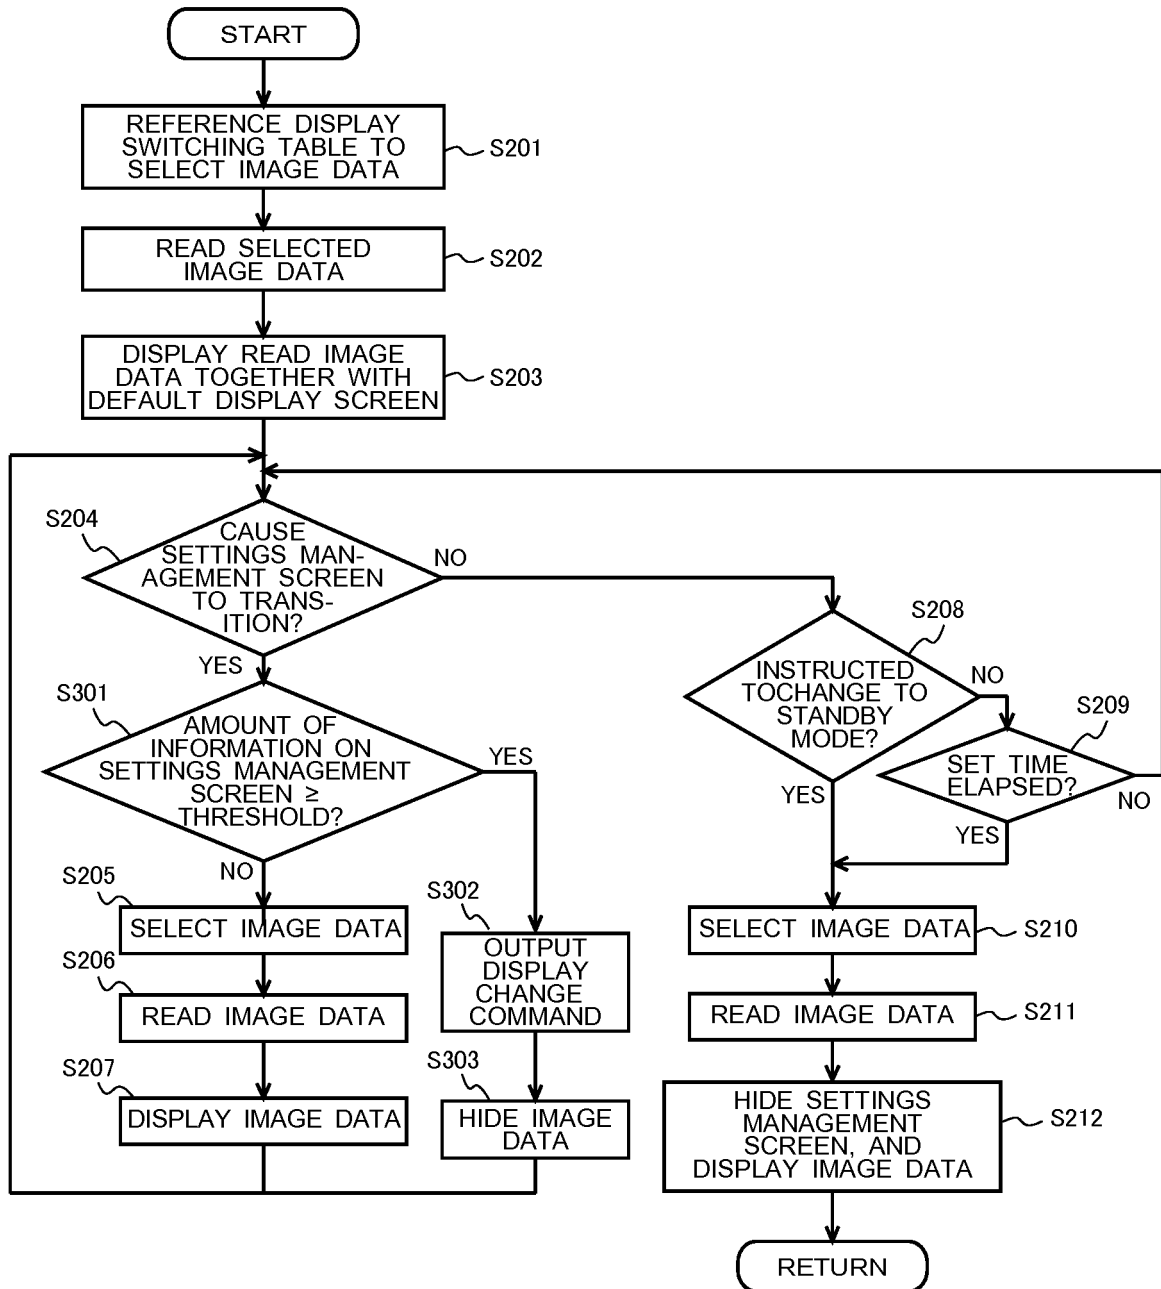 START
REFERENCE DISPLAY
SWITCHING TABLE TO
SELECT IMAGE DATA
S201
READ SELECTED
IMAGE DATA
S202
DISPLAY READ IMAGE
DATA TOGETHER WITH
DEFAULT DISPLAY SCREEN
S203
S204
CAUSE
SETTINGS MAN-
AGEMENT SCREEN
TO TRANS-
ITION?
NO
YES
S301
AMOUNT OF
INFORMATION ON
SETTINGS MANAGEMENT
SCREEN ≥
THRESHOLD?
YES
NO
S205
SELECT IMAGE DATA
S206
READ IMAGE DATA
S207
DISPLAY IMAGE DATA
S302
OUTPUT
DISPLAY
CHANGE
COMMAND
S303
HIDE IMAGE
DATA
S208
INSTRUCTED
TOCHANGE TO
STANDBY
MODE?
NO
YES
S209
SET TIME
ELAPSED?
NO
YES
SELECT IMAGE DATA
S210
READ IMAGE DATA
S211
HIDE SETTINGS
MANAGEMENT
SCREEN, AND
DISPLAY IMAGE DATA
S212
RETURN